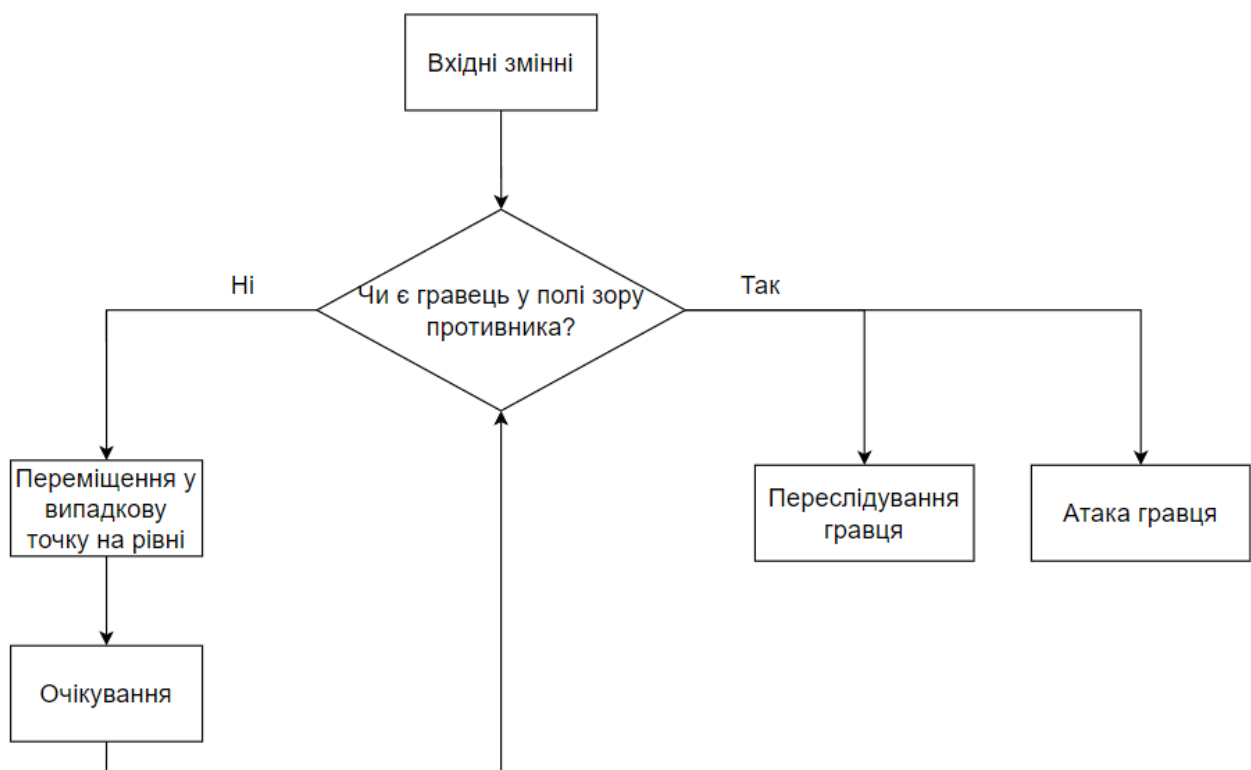 Вхідні змінні
Ні
Так
Чи є гравець у полі зору
противника?
Переміщення у
випадкову
точку на рівні
Переслідування
гравця
Атака гравця
Очікування